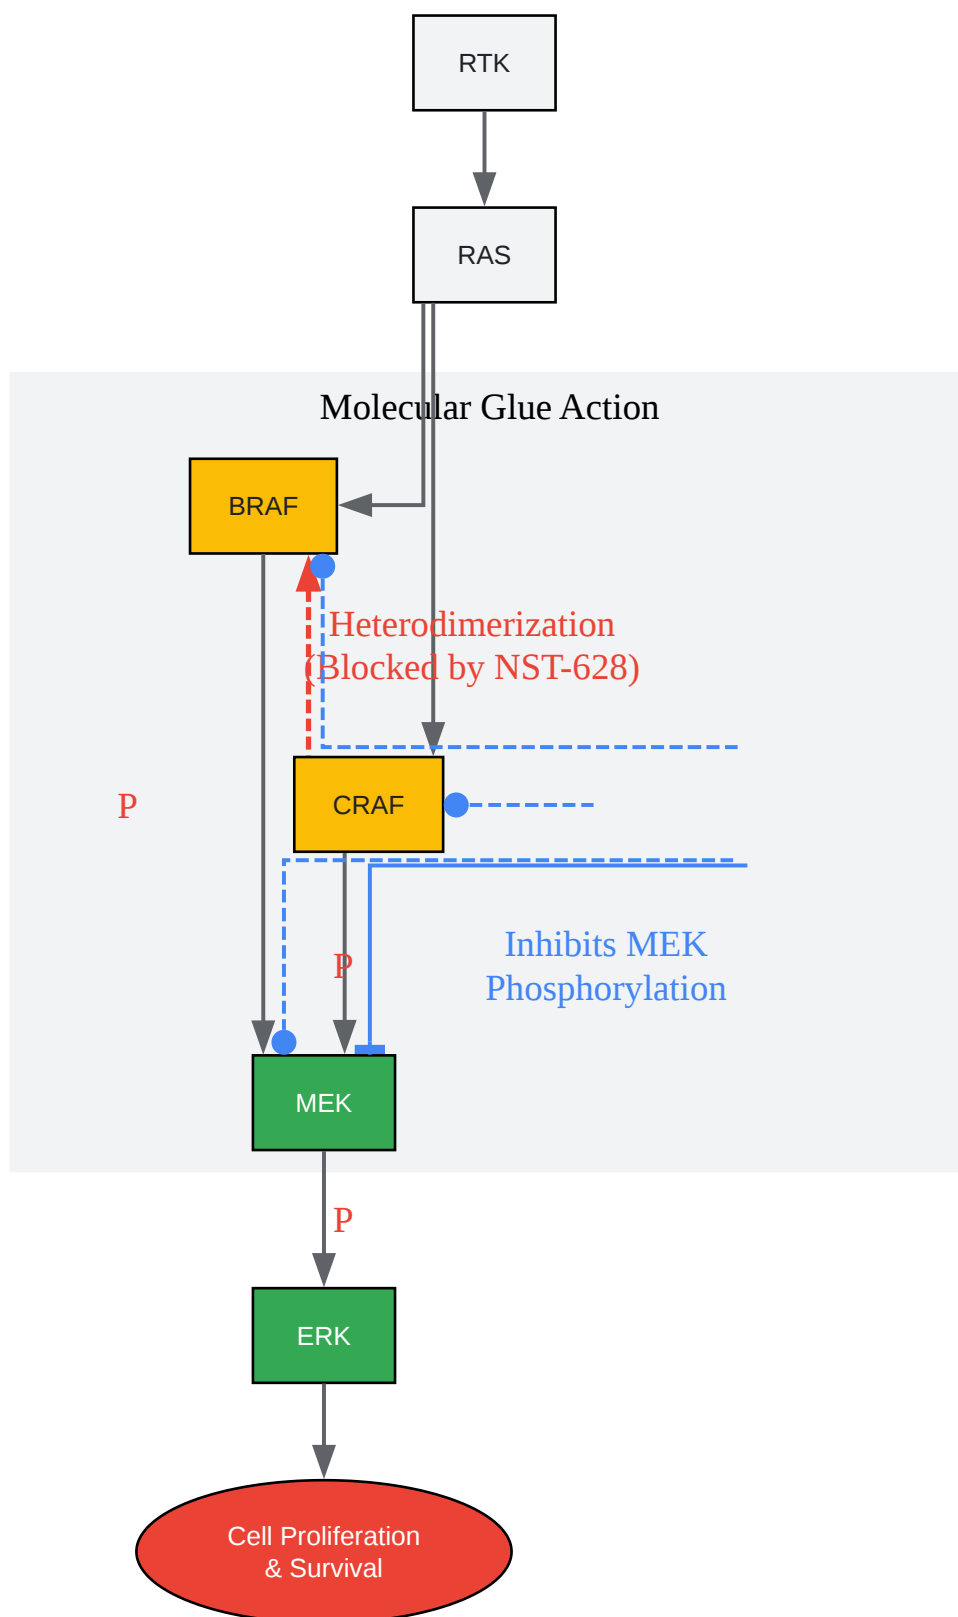 RTK
RAS
Molecular Glue Action
BRAF
Heterodimerization
(Blocked by NST-628)
P
CRAF
P
Inhibits MEK
Phosphorylation
MEK
P
ERK
Cell Proliferation
& Survival